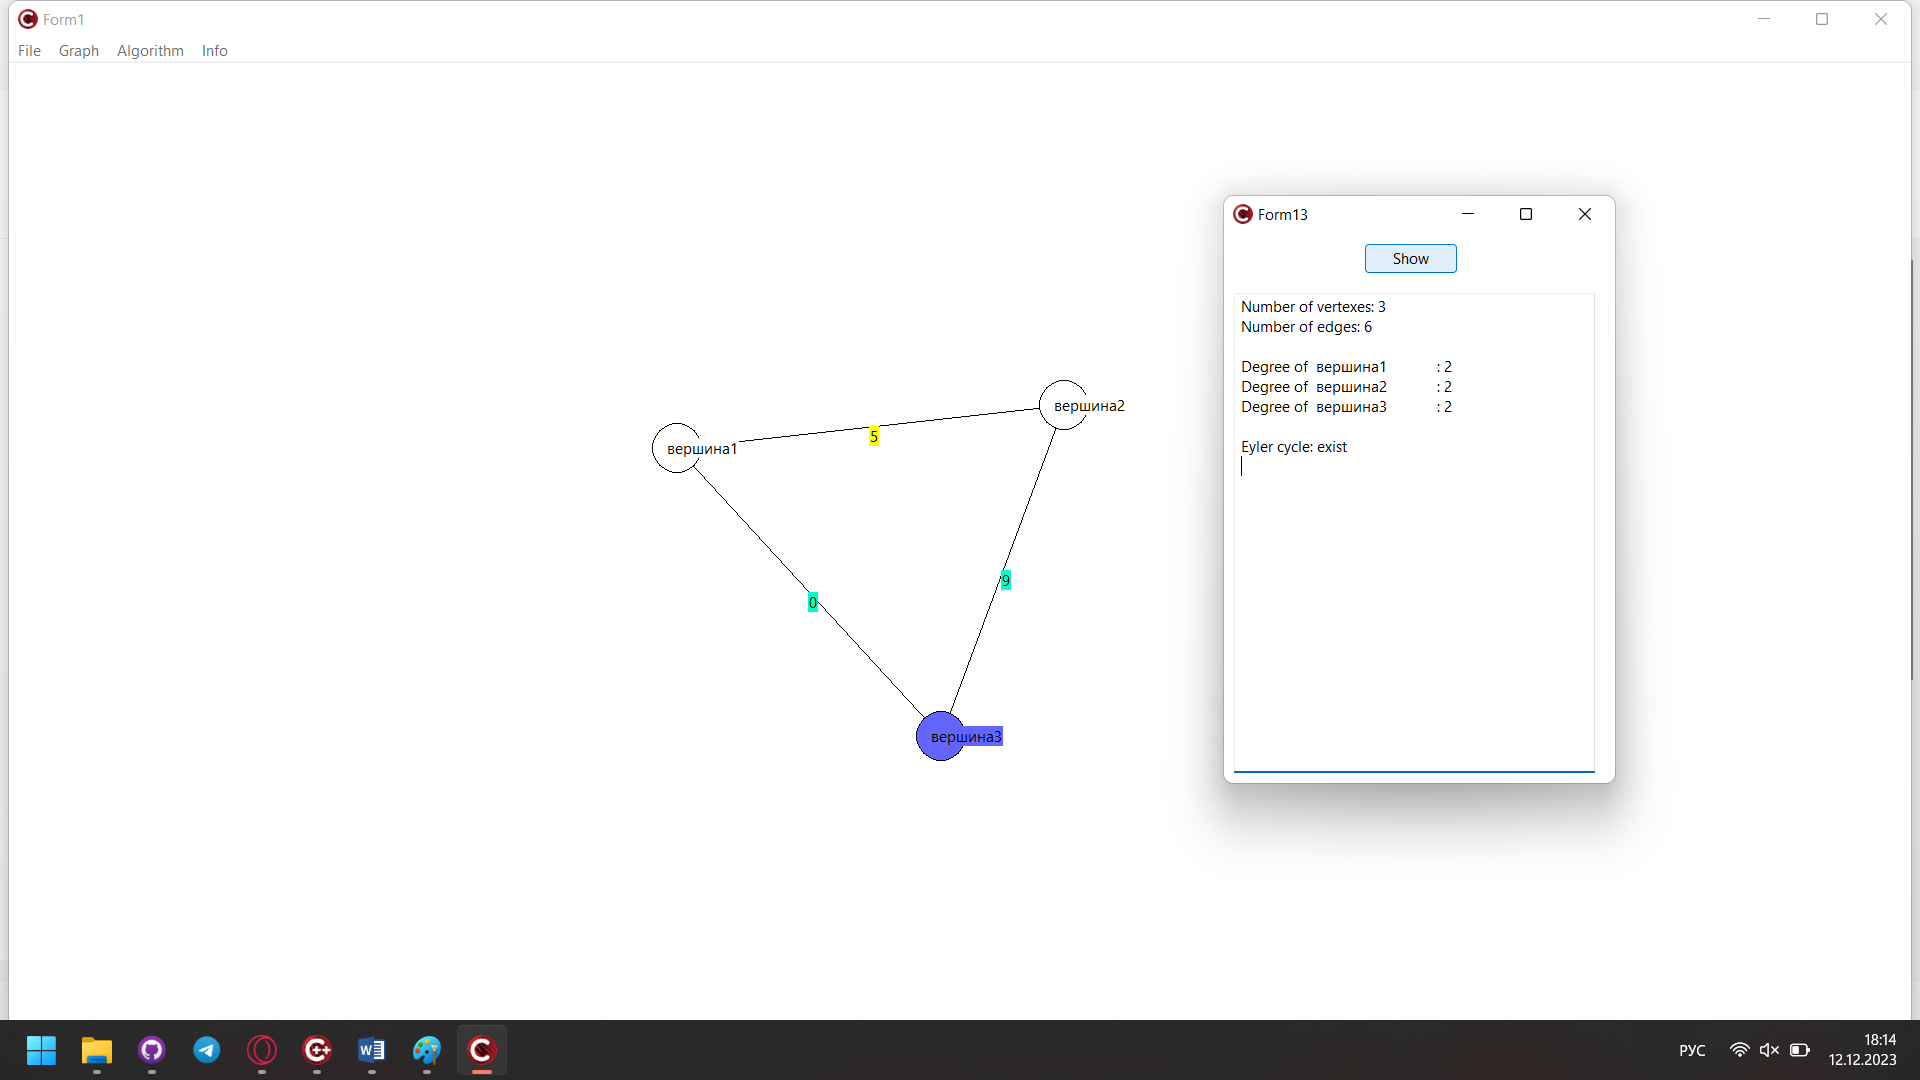 Form1
File Graph Algorithm Info
Form13
Show
Number of vertexes: 3
Number of edges: 6
Degree of вершина1 : 2
Degree of вершина2 : 2
Degree of вершина3 : 2
Eyler cycle: exist
вершина2
5
вершина1
9
0
вершина3
РУС
18:14
12.12.2023